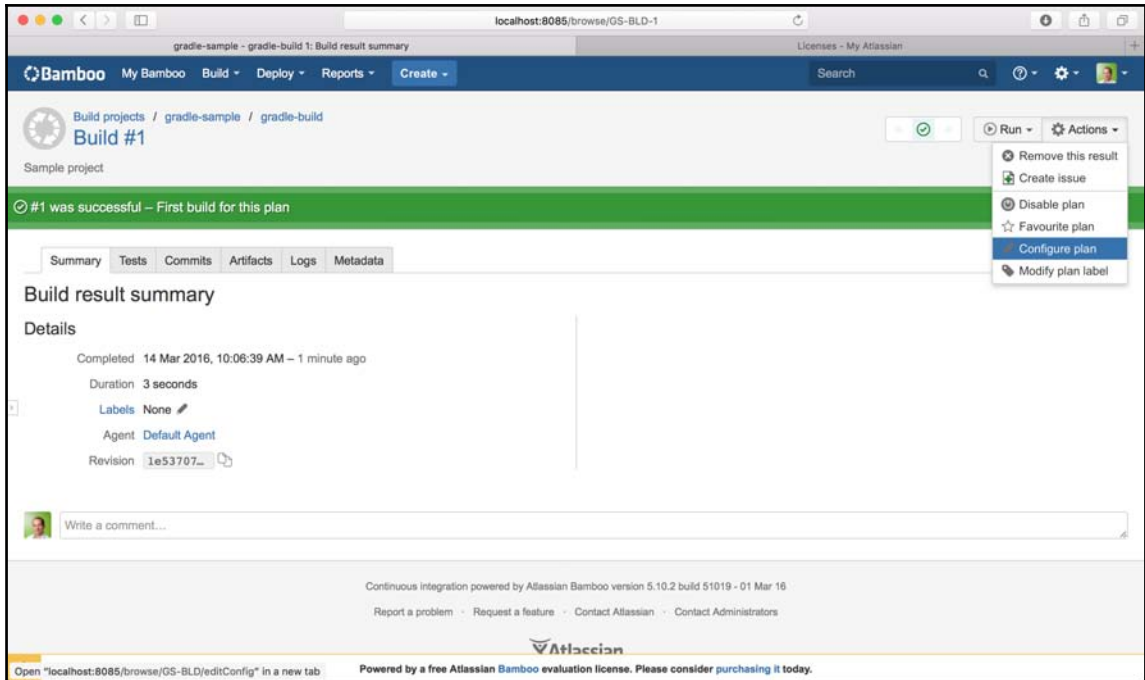 localhost:8085/browse/GS-BLD-1
gradle-sample - gradle-build 1: Build result summary
Licenses - My Atlassian
Bamboo My Bamboo Build Deploy Reports Create Search
Build projects / gradle-sample / gradle-build
Build #1
Run Actions
Sample project
Remove this result
Create issue
Disable plan
Favourite plan
Configure plan
Modify plan label
#1 was successful – First build for this plan
Summary Tests Commits Artifacts Logs Metadata
Build result summary
Details
Completed 14 Mar 2016, 10:06:39 AM – 1 minute ago
Duration 3 seconds
Labels None
Agent Default Agent
Revision 1e53707…
Write a comment…
Continuous integration powered by Atlassian Bamboo version 5.10.2 build 51019 - 01 Mar 16
Report a problem · Request a feature · Contact Atlassian · Contact Administrators
Atlassian
Open "localhost:8085/browse/GS-BLD/editConfig" in a new tab
Powered by a free Atlassian Bamboo evaluation license. Please consider purchasing it today.